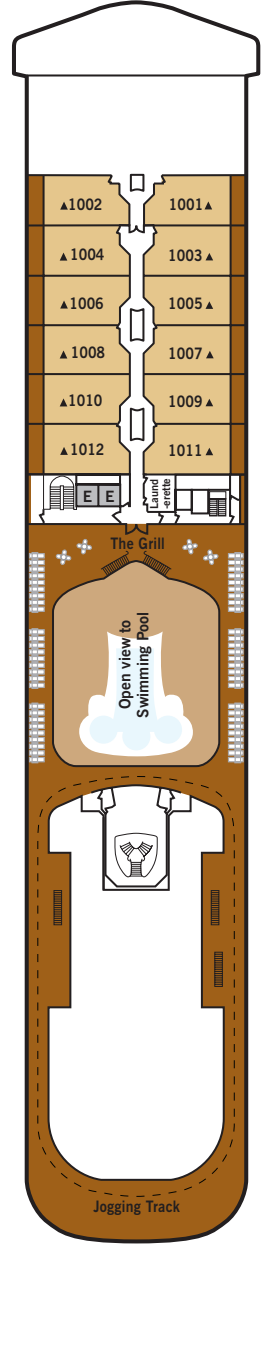 ▲1002 1001▲
▲1004 1003▲
▲1006 1005▲
▲1008 1007▲
▲1010 1009▲
▲1012 1011▲
E E
Laund
-erette
The Grill
Open view to
Swimming Pool
Jogging Track